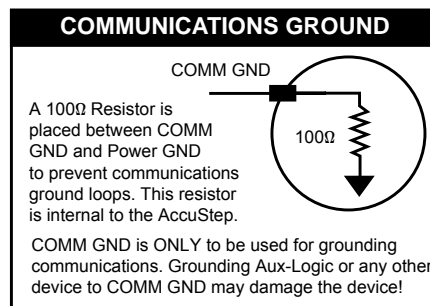 COMMUNICATIONS GROUND
COMM GND
A 100Ω Resistor is
placed between COMM
GND and Power GND
to prevent communications
ground loops. This resistor
is internal to the AccuStep.
100Ω
COMM GND is ONLY to be used for grounding
communications. Grounding Aux-Logic or any other
device to COMM GND may damage the device!